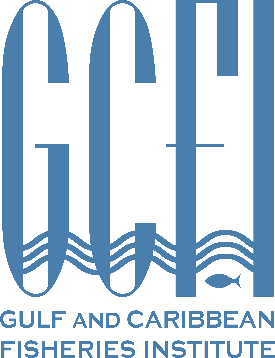 GCFI
GULF AND CARIBBEAN
FISHERIES INSTITUTE